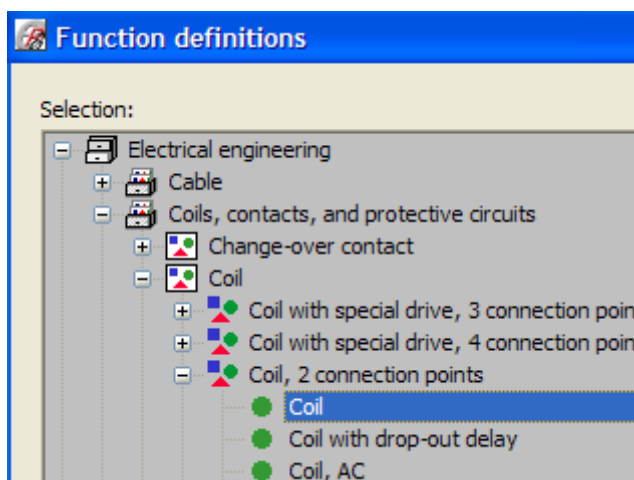 Function definitions
Selection:
Electrical engineering
Cable
Coils, contacts, and protective circuits
Change-over contact
Coil
Coil with special drive, 3 connection poin
Coil with special drive, 4 connection poin
Coil, 2 connection points
Coil
Coil with drop-out delay
Coil, AC